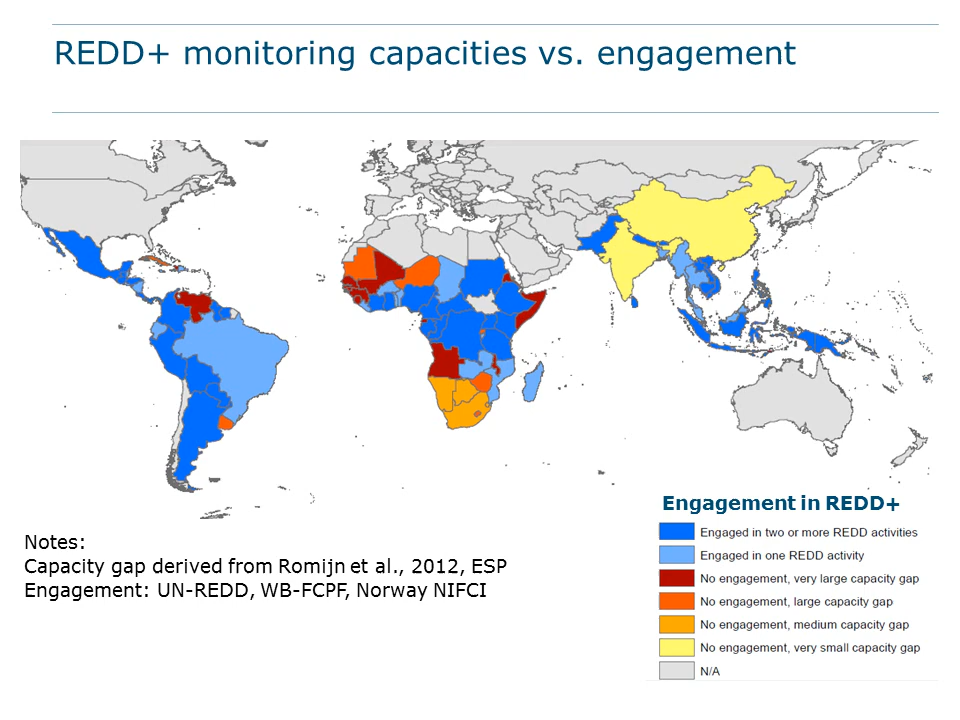 REDD+ monitoring capacities vs. engagement
Engagement in REDD+
Engaged in two or more REDD activities
Engaged in one REDD activity
No engagement, very large capacity gap
No engagement, large capacity gap
No engagement, medium capacity gap
No engagement, very small capacity gap
N/A
Notes:
Capacity gap derived from Romijn et al., 2012, ESP
Engagement: UN-REDD, WB-FCPF, Norway NIFCI